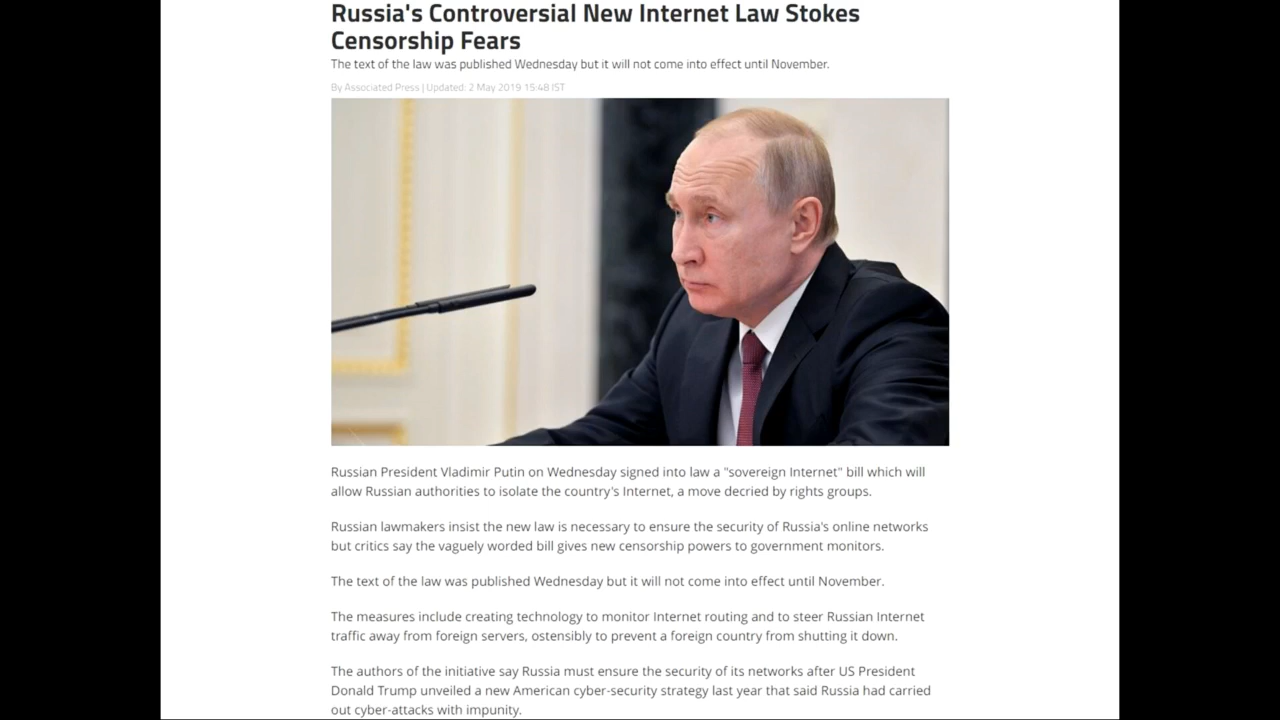 Russia's Controversial New Internet Law Stokes
Censorship Fears
The text of the law was published Wednesday but it will not come into effect until November.
By Associated Press | Updated: 2 May 2019 15:48 IST
Russian President Vladimir Putin on Wednesday signed into law a "sovereign Internet" bill which will
allow Russian authorities to isolate the country's Internet, a move decried by rights groups.
Russian lawmakers insist the new law is necessary to ensure the security of Russia's online networks
but critics say the vaguely worded bill gives new censorship powers to government monitors.
The text of the law was published Wednesday but it will not come into effect until November.
The measures include creating technology to monitor Internet routing and to steer Russian Internet
traffic away from foreign servers, ostensibly to prevent a foreign country from shutting it down.
The authors of the initiative say Russia must ensure the security of its networks after US President
Donald Trump unveiled a new American cyber-security strategy last year that said Russia had carried
out cyber-attacks with impunity.